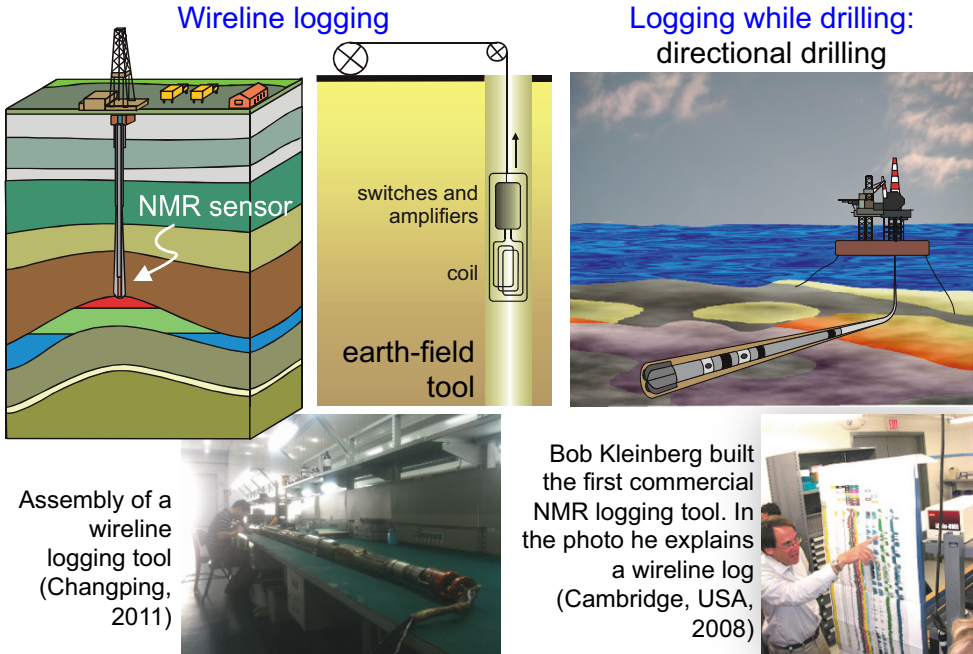 Wireline logging
NMR sensor
switches and
amplifiers
coil
earth-field
tool
Logging while drilling:
directional drilling
Assembly of a
wireline
logging tool
(Changping,
2011)
Bob Kleinberg built
the first commercial
NMR logging tool. In
the photo he explains
a wireline log
(Cambridge, USA,
2008)
EXIT